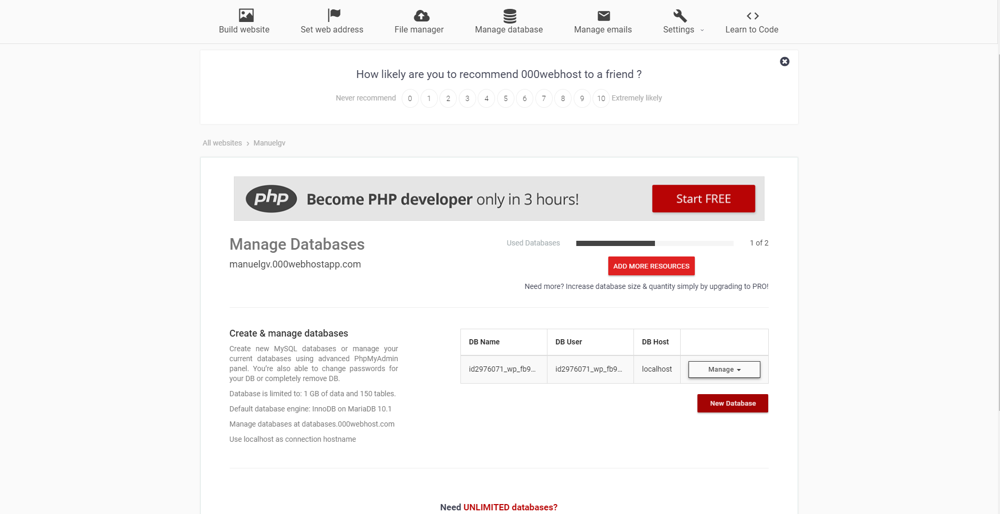 Build website
Set web address
File manager
Manage database
Manage emails
Settings
Learn to Code
How likely are you to recommend 000webhost to a friend ?
Never recommend 0 1 2 3 4 5 6 7 8 9 10 Extremely likely
All websites › Manuelgv
php Become PHP developer only in 3 hours! Start FREE
Manage Databases
manuelgv.000webhostapp.com
Used Databases 1 of 2
ADD MORE RESOURCES
Need more? Increase database size & quantity simply by upgrading to PRO!
Create & manage databases
Create new MySQL databases or manage your
current databases using advanced PhpMyAdmin
panel. You're also able to change passwords for
your DB or completely remove DB.
Database is limited to: 1 GB of data and 150 tables.
Default database engine: InnoDB on MariaDB 10.1
Manage databases at databases.000webhost.com
Use localhost as connection hostname
DB Name DB User DB Host
id2976071_wp_fb9... id2976071_wp_fb9... localhost Manage
New Database
Need UNLIMITED databases?